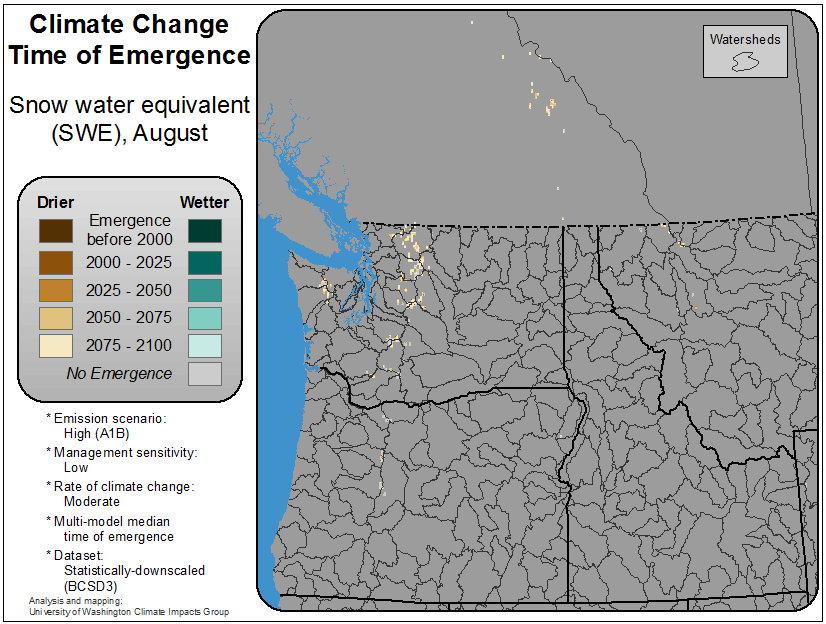 Climate Change
Time of Emergence
Snow water equivalent
(SWE), August
Drier
Wetter
Emergence
before 2000
2000 - 2025
2025 - 2050
2050 - 2075
2075 - 2100
No Emergence
* Emission scenario:
High (A1B)
* Management sensitivity:
Low
* Rate of climate change:
Moderate
* Multi-model median
time of emergence
* Dataset:
Statistically-downscaled
(BCSD3)
Analysis and mapping:
University of Washington Climate Impacts Group
Watersheds